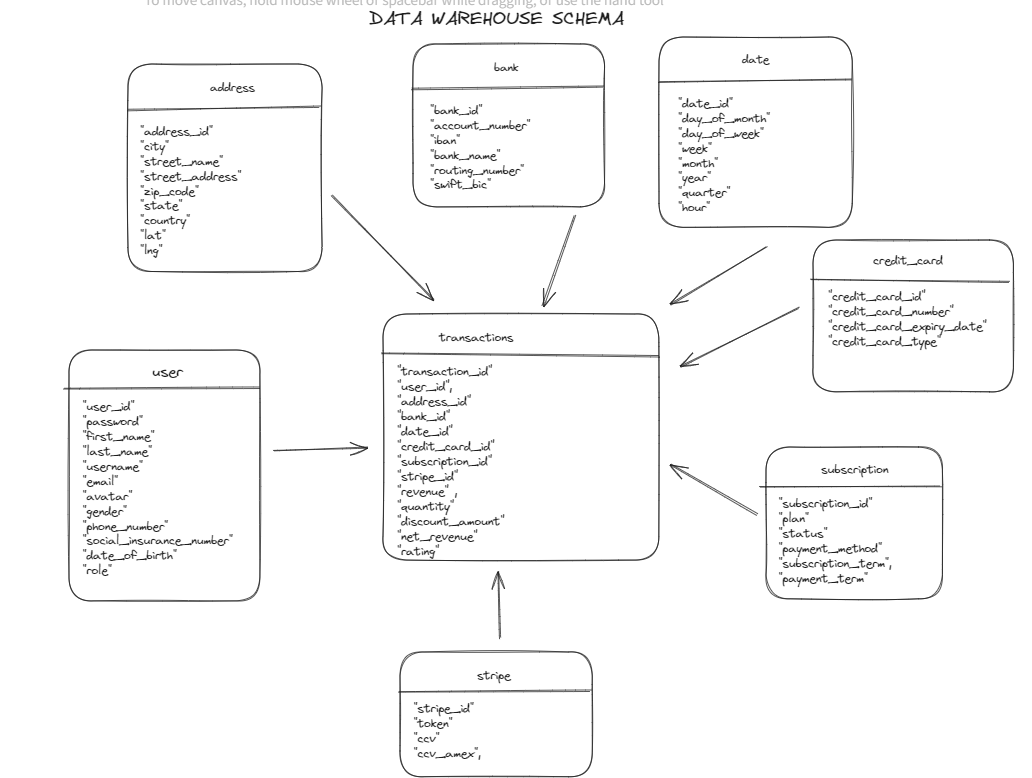 To move canvas, hold mouse wheel or spacebar while dragging, or use the hand tool
DATA WAREHOUSE SCHEMA
address
"address_id"
"city"
"street_name"
"street_address"
"zip_code"
"state"
"country"
"lat"
"lng"
bank
"bank_id"
"account_number"
"iban"
"bank_name"
"routing_number"
"swift_bic"
date
"date_id"
"day_of_month"
"day_of_week"
"week"
"month"
"year"
"quarter"
"hour"
credit_card
"credit_card_id"
"credit_card_number"
"credit_card_expiry_date"
"credit_card_type"
transactions
"transaction_id"
"user_id",
"address_id"
"bank_id"
"date_id"
"credit_card_id"
"subscription_id"
"stripe_id"
"revenue",
"quantity"
"discount_amount"
"net_revenue"
"rating"
user
"user_id"
"password"
"first_name"
"last_name"
"username"
"email"
"avatar"
"gender"
"phone_number"
"social_insurance_number"
"date_of_birth"
"role"
subscription
"subscription_id"
"plan"
"status"
"payment_method"
"subscription_term",
"payment_term"
stripe
"stripe_id"
"token"
"ccv"
"ccv_amex",